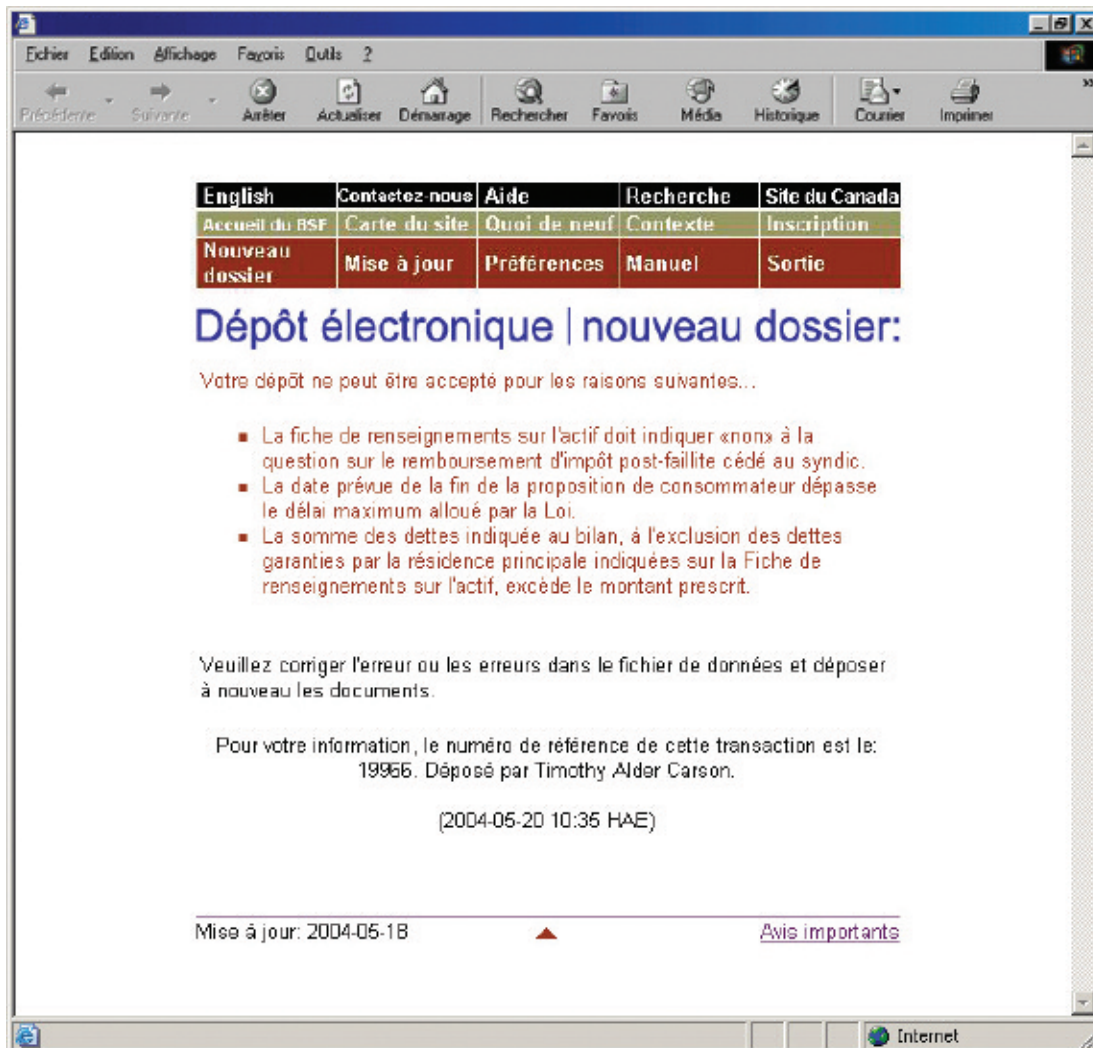 Fichier Edition Affichage Favoris Outils ?
Précédente Suivante Arrêter Actualiser Démarrage Rechercher Favoris Média Historique Courrier Imprimer »
English Contactez-nous Aide Recherche Site du Canada
Accueil du BSF Carte du site Quoi de neuf Contexte Inscription
Nouveau
dossier Mise à jour Préférences Manuel Sortie
Dépôt électronique | nouveau dossier:
Votre dépôt ne peut être accepté pour les raisons suivantes...
▪ La fiche de renseignements sur l'actif doit indiquer «non» à la
question sur le remboursement d'impôt post-faillite cédé au syndic.
▪ La date prévue de la fin de la proposition de consommateur dépasse
le délai maximum alloué par la Loi.
▪ La somme des dettes indiquée au bilan, à l'exclusion des dettes
garanties par la résidence principale indiquées sur la Fiche de
renseignements sur l'actif, excède le montant prescrit.
Veuillez corriger l'erreur ou les erreurs dans le fichier de données et déposer
à nouveau les documents.
Pour votre information, le numéro de référence de cette transaction est le:
19966. Déposé par Timothy Alder Carson.
(2004-05-20 10:35 HAE)
Mise à jour: 2004-05-18 Avis importants
Internet